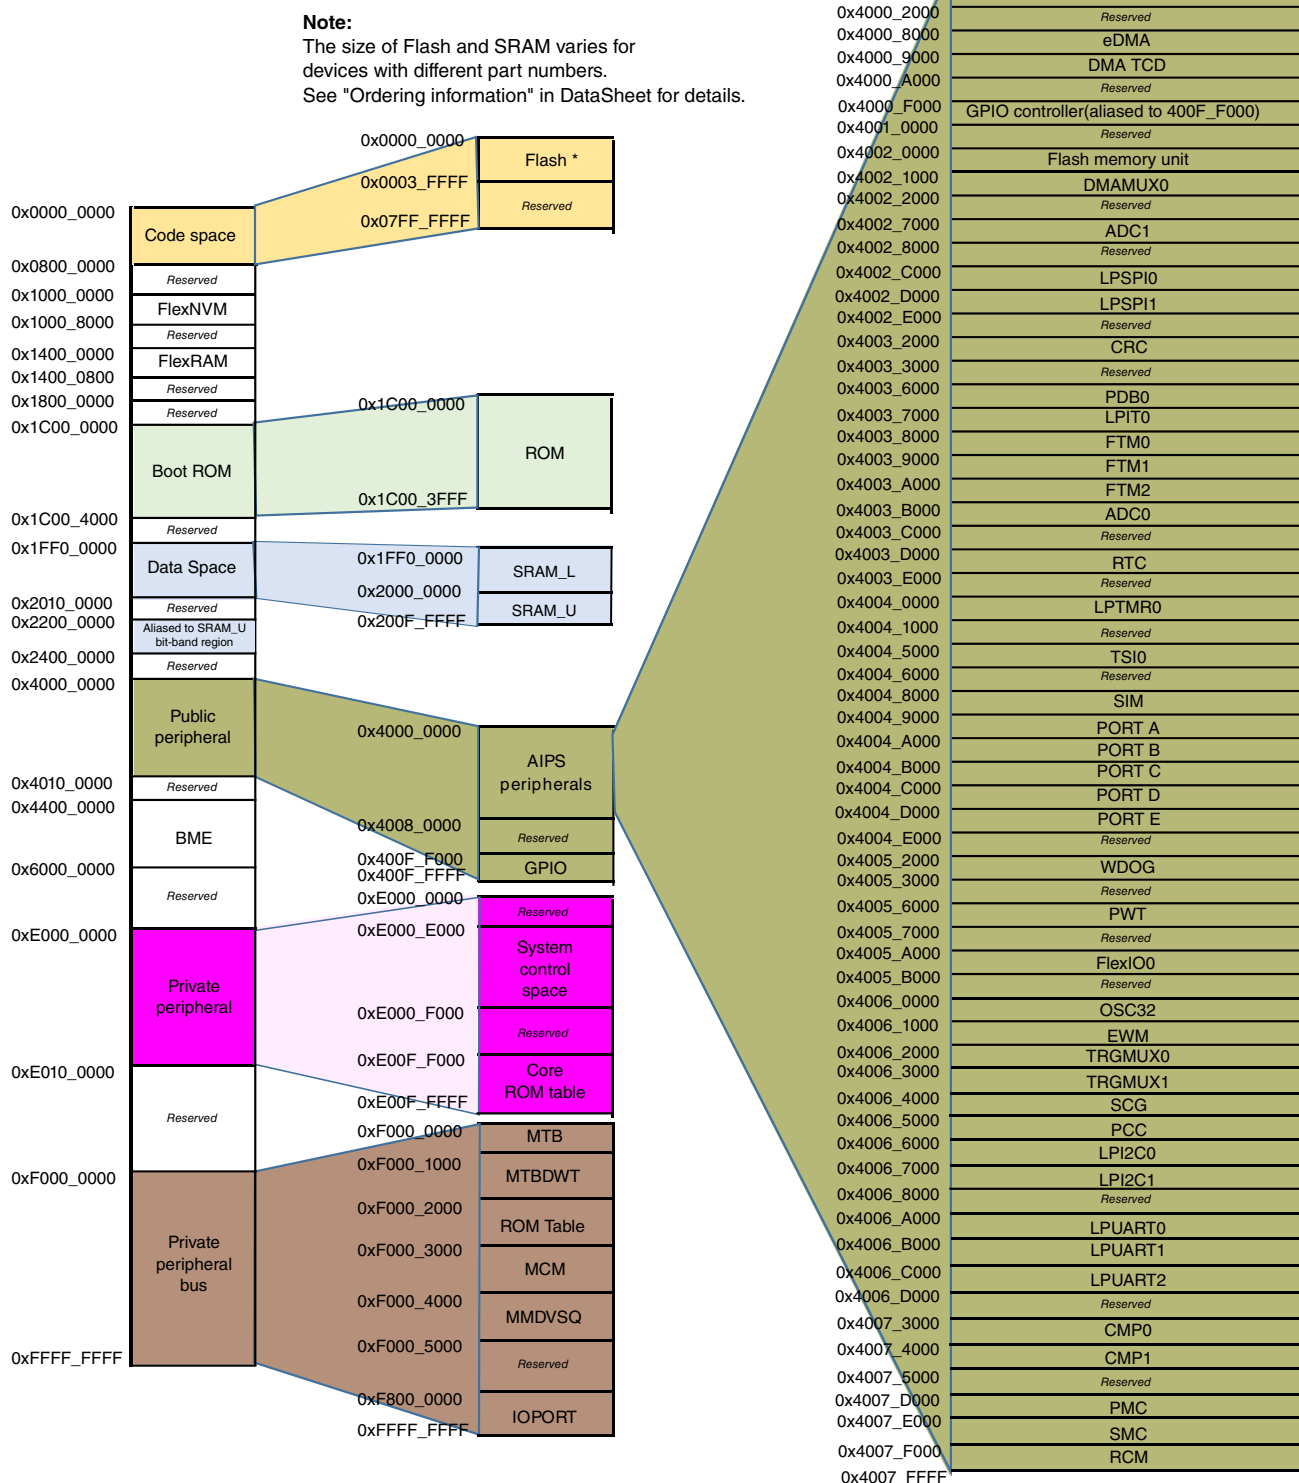 Note:
The size of Flash and SRAM varies for
devices with different part numbers.
See "Ordering information" in DataSheet for details.
0x0000_0000
Code space
0x0800_0000
Reserved
0x1000_0000
FlexNVM
0x1000_8000
Reserved
0x1400_0000
FlexRAM
0x1400_0800
Reserved
0x1800_0000
Reserved
0x1C00_0000
Boot ROM
0x1C00_4000
Reserved
0x1FF0_0000
Data Space
0x2010_0000
Reserved
0x2200_0000
Aliased to SRAM_U
bit-band region
0x2400_0000
Reserved
0x4000_0000
Public
peripheral
0x4010_0000
Reserved
0x4400_0000
BME
0x6000_0000
Reserved
0xE000_0000
Private
peripheral
0xE010_0000
Reserved
0xF000_0000
Private
peripheral
bus
0xFFFF_FFFF
0x0000_0000
Flash *
0x0003_FFFF
Reserved
0x07FF_FFFF
0x1C00_0000
ROM
0x1C00_3FFF
0x1FF0_0000
SRAM_L
0x2000_0000
SRAM_U
0x200F_FFFF
0x4000_0000
AIPS
peripherals
0x4008_0000
Reserved
0x400F_F000
GPIO
0x400F_FFFF
0xE000_0000
Reserved
0xE000_E000
System
control
space
0xE000_F000
Reserved
0xE00F_F000
Core
ROM table
0xE00F_FFFF
0xF000_0000
MTB
0xF000_1000
MTBDWT
0xF000_2000
ROM Table
0xF000_3000
MCM
0xF000_4000
MMDVSQ
0xF000_5000
Reserved
0xF800_0000
IOPORT
0xFFFF_FFFF
0x4000_2000
Reserved
0x4000_8000
eDMA
0x4000_9000
DMA TCD
0x4000_A000
Reserved
0x4000_F000
GPIO controller(aliased to 400F_F000)
0x4001_0000
Reserved
0x4002_0000
Flash memory unit
0x4002_1000
DMAMUX0
0x4002_2000
Reserved
0x4002_7000
ADC1
0x4002_8000
Reserved
0x4002_C000
LPSPI0
0x4002_D000
LPSPI1
0x4002_E000
Reserved
0x4003_2000
CRC
0x4003_3000
Reserved
0x4003_6000
PDB0
0x4003_7000
LPIT0
0x4003_8000
FTM0
0x4003_9000
FTM1
0x4003_A000
FTM2
0x4003_B000
ADC0
0x4003_C000
Reserved
0x4003_D000
RTC
0x4003_E000
Reserved
0x4004_0000
LPTMR0
0x4004_1000
Reserved
0x4004_5000
TSI0
0x4004_6000
Reserved
0x4004_8000
SIM
0x4004_9000
PORT A
0x4004_A000
PORT B
0x4004_B000
PORT C
0x4004_C000
PORT D
0x4004_D000
PORT E
0x4004_E000
Reserved
0x4005_2000
WDOG
0x4005_3000
Reserved
0x4005_6000
PWT
0x4005_7000
Reserved
0x4005_A000
FlexIO0
0x4005_B000
Reserved
0x4006_0000
OSC32
0x4006_1000
EWM
0x4006_2000
TRGMUX0
0x4006_3000
TRGMUX1
0x4006_4000
SCG
0x4006_5000
PCC
0x4006_6000
LPI2C0
0x4006_7000
LPI2C1
0x4006_8000
Reserved
0x4006_A000
LPUART0
0x4006_B000
LPUART1
0x4006_C000
LPUART2
0x4006_D000
Reserved
0x4007_3000
CMP0
0x4007_4000
CMP1
0x4007_5000
Reserved
0x4007_D000
PMC
0x4007_E000
SMC
0x4007_F000
RCM
0x4007_FFFF